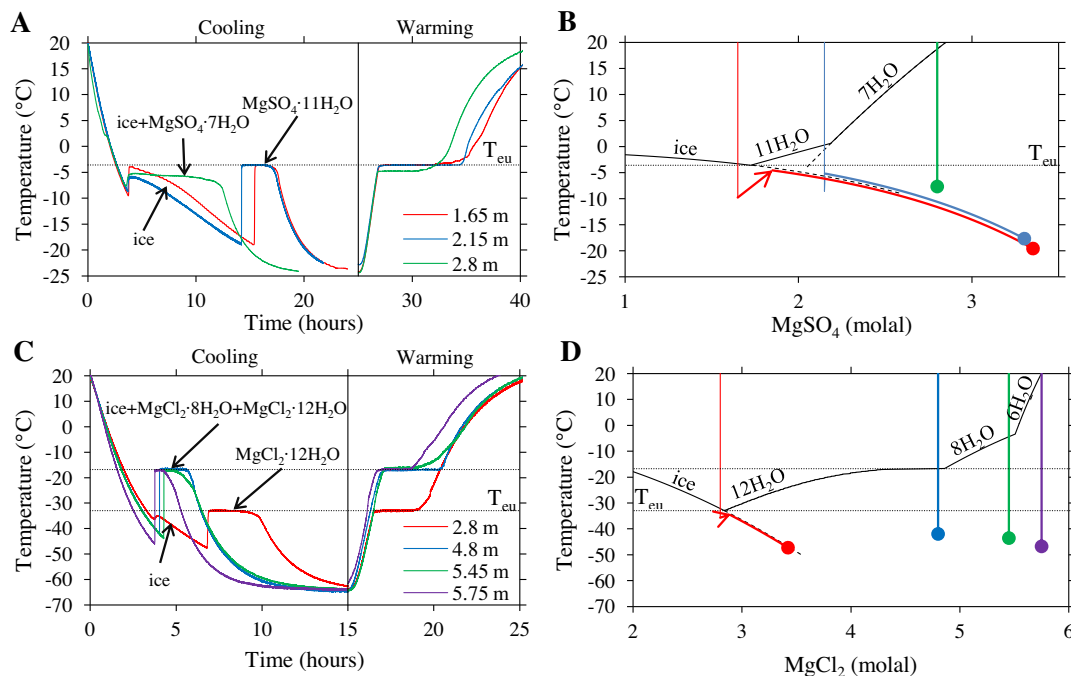 A
Cooling
Warming
Temperature (°C)
20
15
10
5
0
-5
-10
-15
-20
-25
ice+MgSO₄·7H₂O
MgSO₄·11H₂O
ice
T_eu
1.65 m
2.15 m
2.8 m
0
10
20
30
40
Time (hours)
B
Temperature (°C)
20
15
10
5
0
-5
-10
-15
-20
-25
ice
11H₂O
7H₂O
T_eu
1
2
3
MgSO₄ (molal)
C
Cooling
Warming
Temperature (°C)
20
10
0
-10
-20
-30
-40
-50
-60
-70
ice+MgCl₂·8H₂O+MgCl₂·12H₂O
MgCl₂·12H₂O
ice
T_eu
2.8 m
4.8 m
5.45 m
5.75 m
0
5
10
15
20
25
Time (hours)
D
Temperature (°C)
20
10
0
-10
-20
-30
-40
-50
-60
-70
ice
12H₂O
8H₂O
6H₂O
2
3
4
5
6
MgCl₂ (molal)